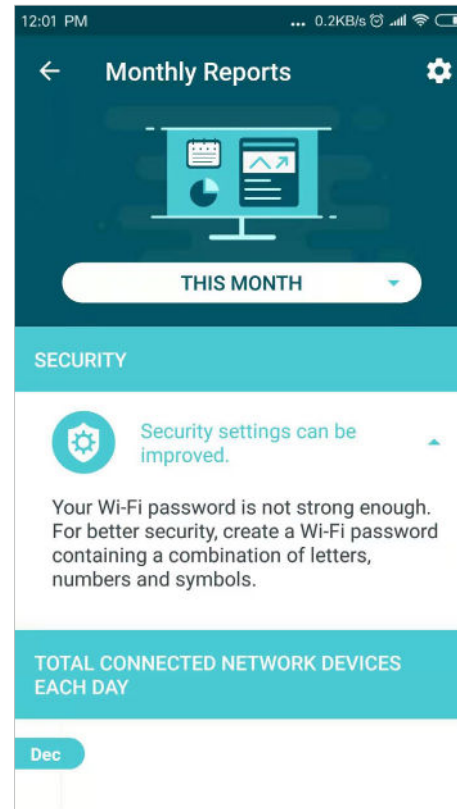 12:01 PM ... 0.2KB/s
Monthly Reports
THIS MONTH
SECURITY
Security settings can be
improved.
Your Wi-Fi password is not strong enough.
For better security, create a Wi-Fi password
containing a combination of letters,
numbers and symbols.
TOTAL CONNECTED NETWORK DEVICES
EACH DAY
Dec